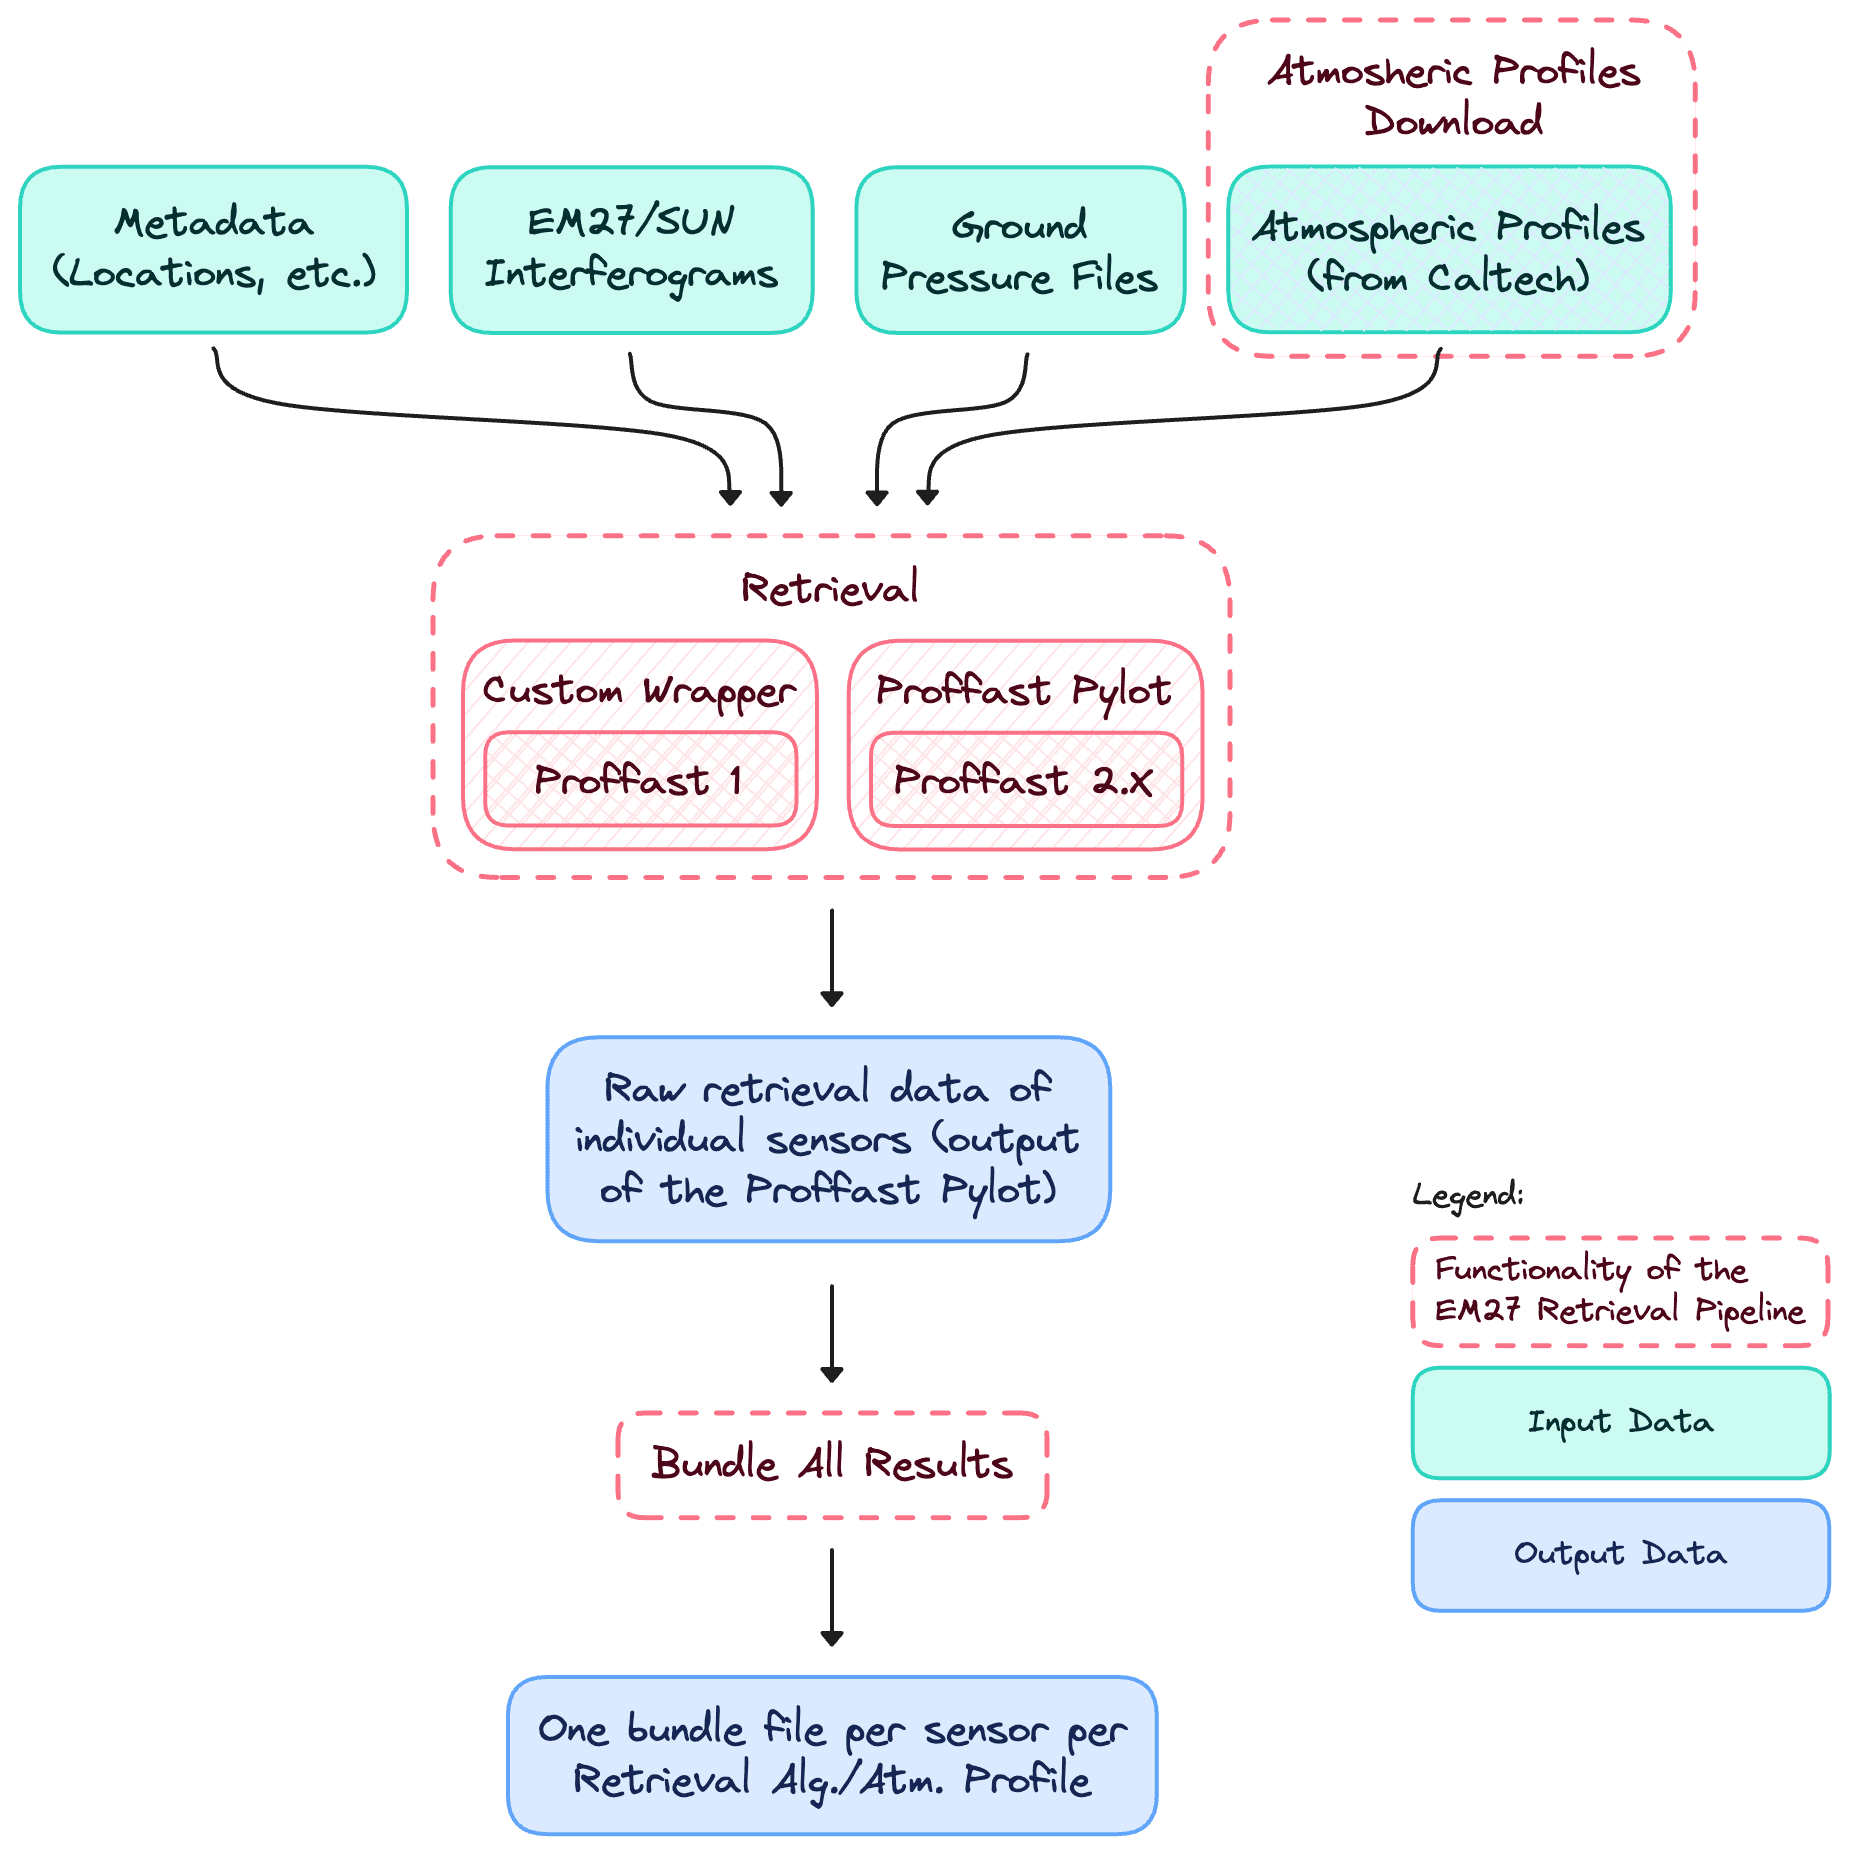 Atmosheric Profiles
Download
Metadata
(Locations, etc.)
EM27/SUN
Interferograms
Ground
Pressure Files
Atmospheric Profiles
(from Caltech)
Retrieval
Custom Wrapper
Proffast 1
Proffast Pylot
Proffast 2.X
Raw retrieval data of
individual sensors (output
of the Proffast Pylot)
Bundle All Results
One bundle file per sensor per
Retrieval Alg./Atm. Profile
Legend:
Functionality of the
EM27 Retrieval Pipeline
Input Data
Output Data